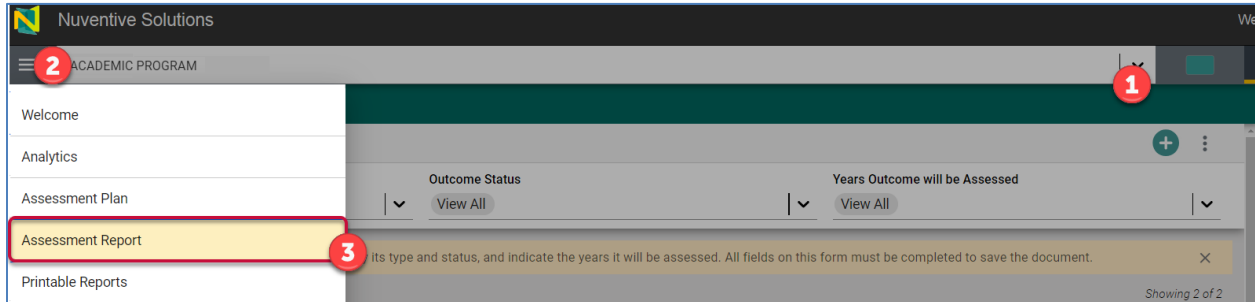 Nuventive Solutions
We
2 ACADEMIC PROGRAM
1
Welcome
Analytics
Assessment Plan
Outcome Status
Years Outcome will be Assessed
View All
View All
Assessment Report
3
its type and status, and indicate the years it will be assessed. All fields on this form must be completed to save the document.
Printable Reports
Showing 2 of 2